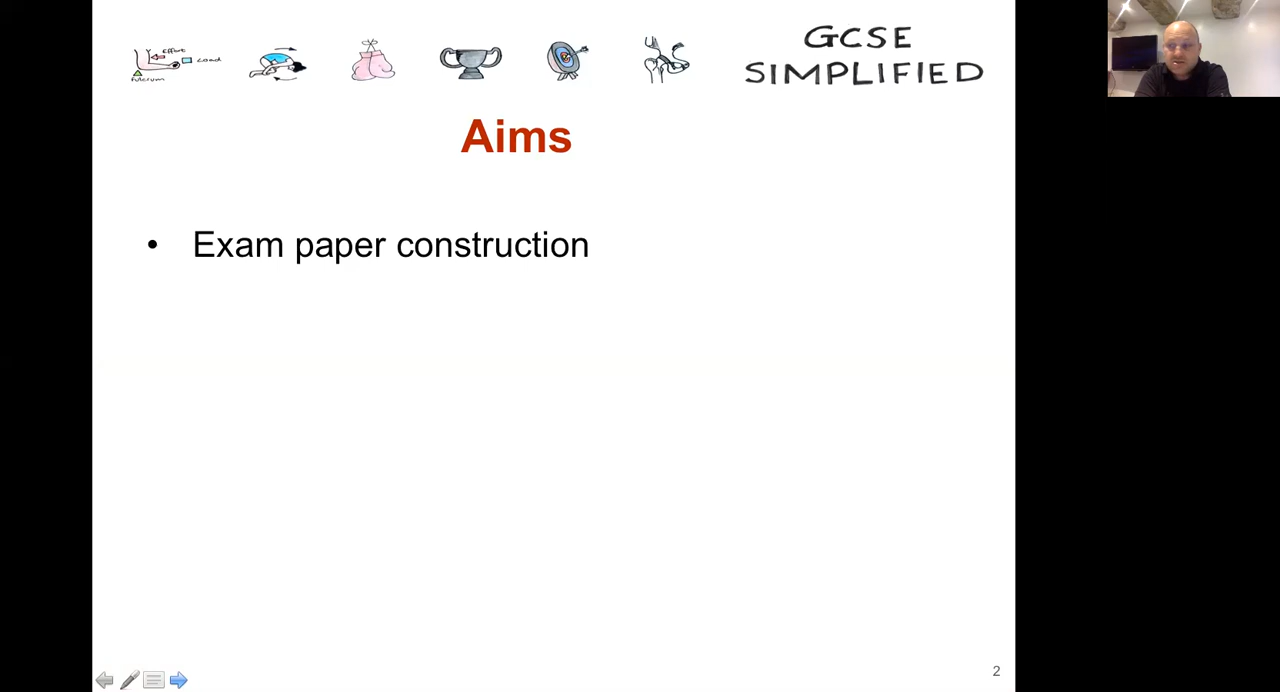 Effort
Load
fulcrum
GCSE
SIMPLIFIED
Aims
• Exam paper construction
2